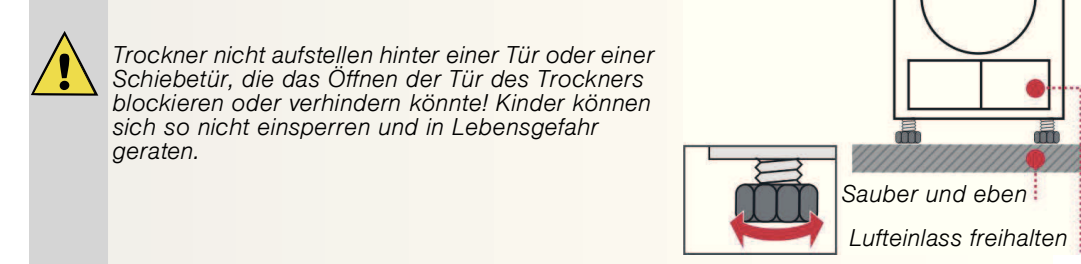 Trockner nicht aufstellen hinter einer Tür oder einer
Schiebetür, die das Öffnen der Tür des Trockners
blockieren oder verhindern könnte! Kinder können
sich so nicht einsperren und in Lebensgefahr
geraten.
Sauber und eben
Lufteinlass freihalten